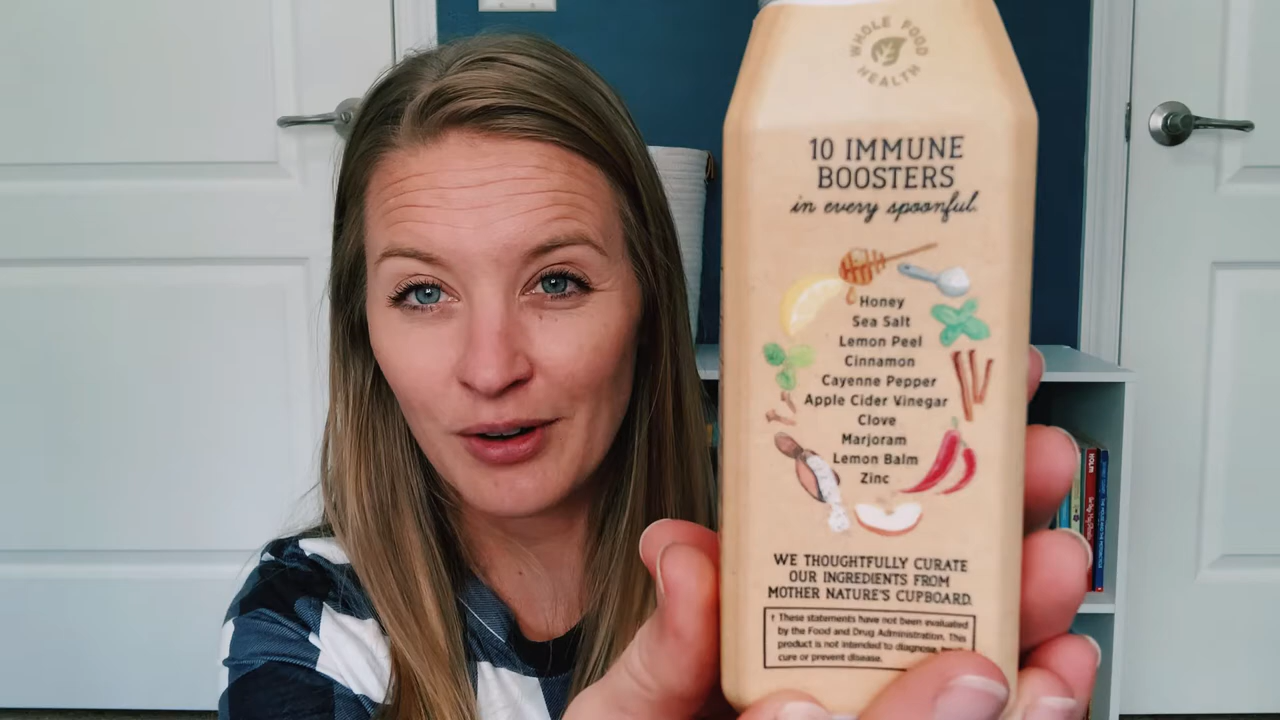 WHOLE FOOD
HEALTH
10 IMMUNE
BOOSTERS
in every spoonful.
Honey
Sea Salt
Lemon Peel
Cinnamon
Cayenne Pepper
Apple Cider Vinegar
Clove
Marjoram
Lemon Balm
Zinc
WE THOUGHTFULLY CURATE
OUR INGREDIENTS FROM
MOTHER NATURE'S CUPBOARD.
† These statements have not been evaluated
by the Food and Drug Administration. This
product is not intended to diagnose,
cure or prevent disease.